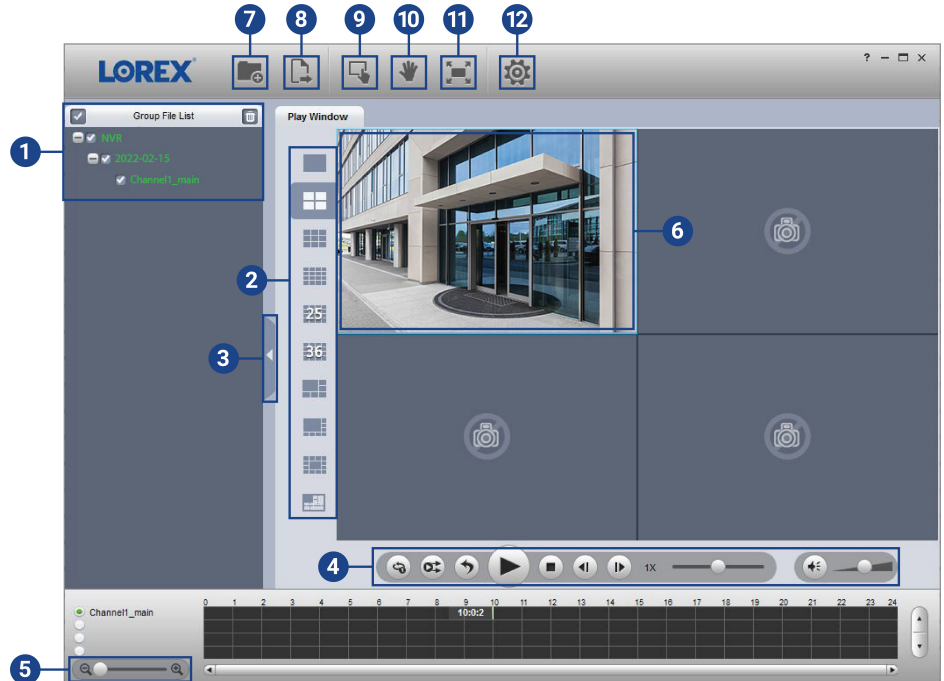 7 8 9 10 11 12
LOREX
? – □ ×
Group File List
Play Window
1
NVR
2022-02-15
Channel1_main
6
2
25
3
36
4
1X
0 1 2 3 4 5 6 7 8 9 10 11 12 13 14 15 16 17 18 19 20 21 22 23 24
Channel1_main
10:0:2
5